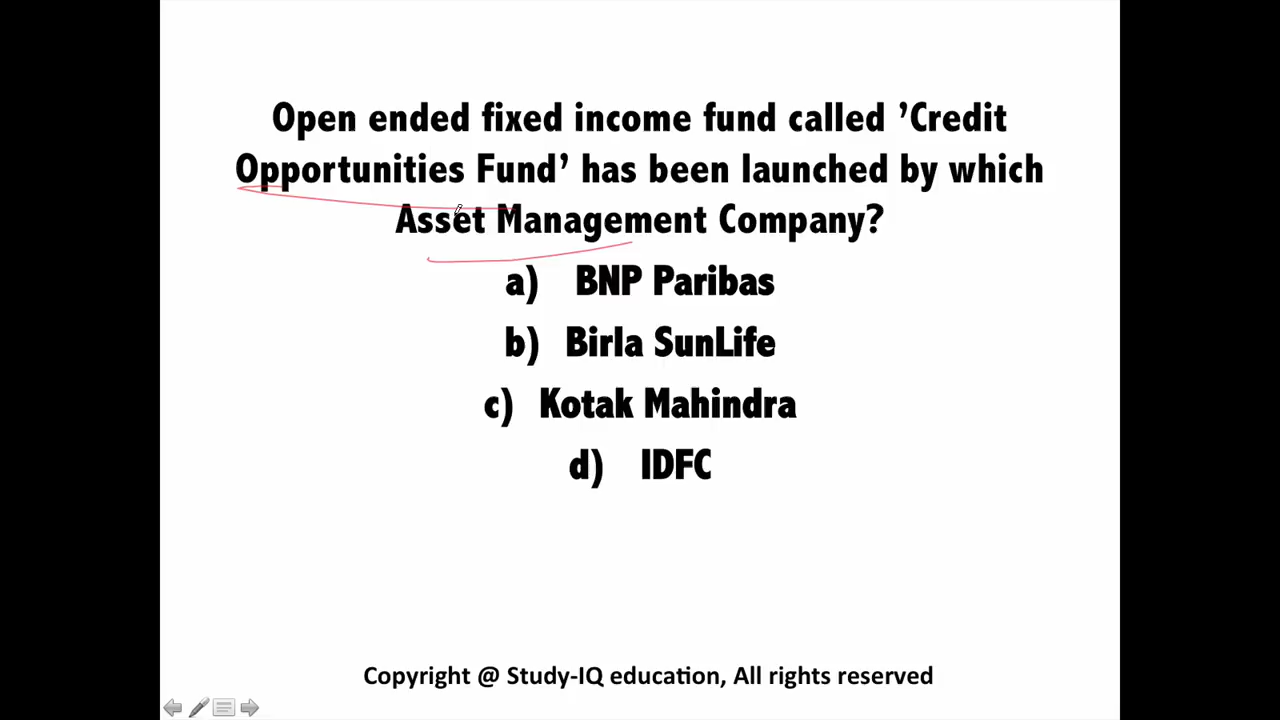 Open ended fixed income fund called ’Credit
Opportunities Fund’ has been launched by which
Asset Management Company?
a) BNP Paribas
b) Birla SunLife
c) Kotak Mahindra
d) IDFC
Copyright @ Study-IQ education, All rights reserved